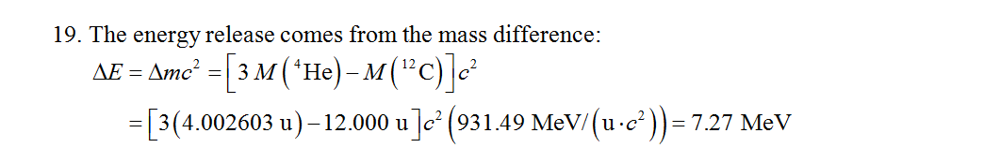 19. The energy release comes from the mass difference:
ΔE = Δmc² = [3 M(⁴He) – M(¹²C)]c²
= [3(4.002603 u) – 12.000 u]c² (931.49 MeV/(u·c²)) = 7.27 MeV